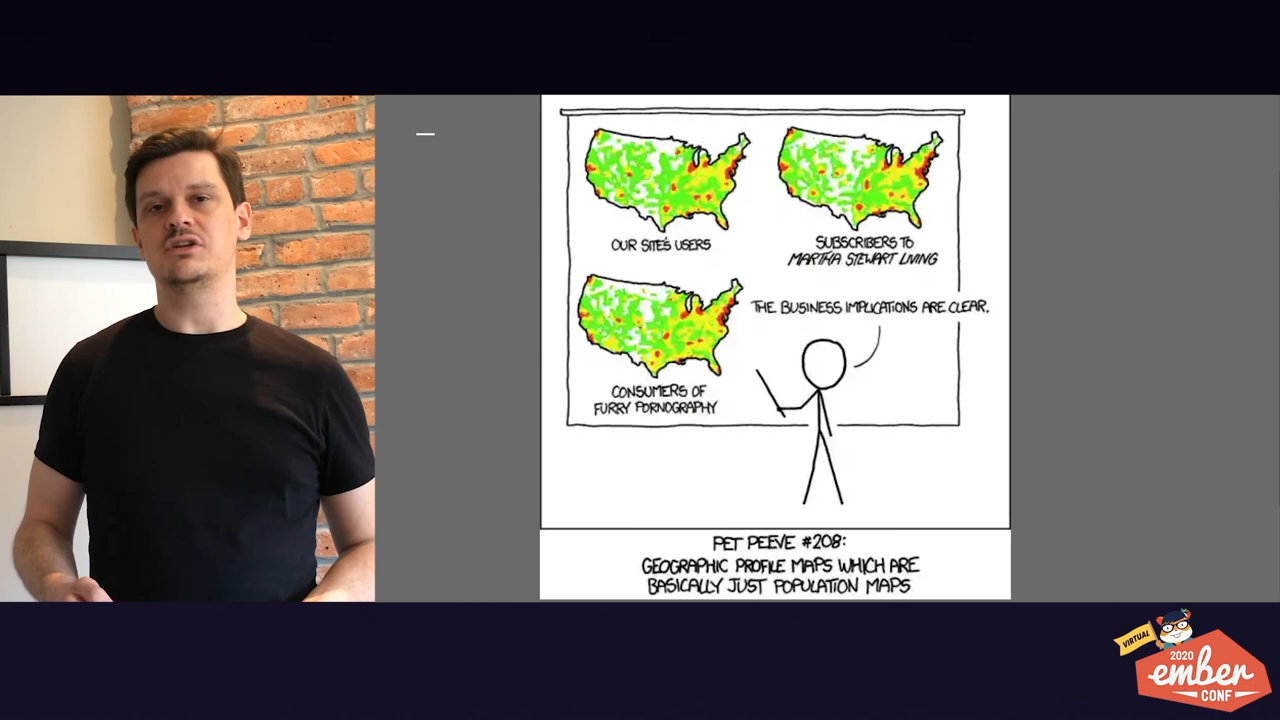 OUR SITE'S USERS
SUBSCRIBERS TO
MARTHA STEWART LIVING
CONSUMERS OF
FURRY PORNOGRAPHY
THE BUSINESS IMPLICATIONS ARE CLEAR.
PET PEEVE #208:
GEOGRAPHIC PROFILE MAPS WHICH ARE
BASICALLY JUST POPULATION MAPS
VIRTUAL
2020
ember
CONF